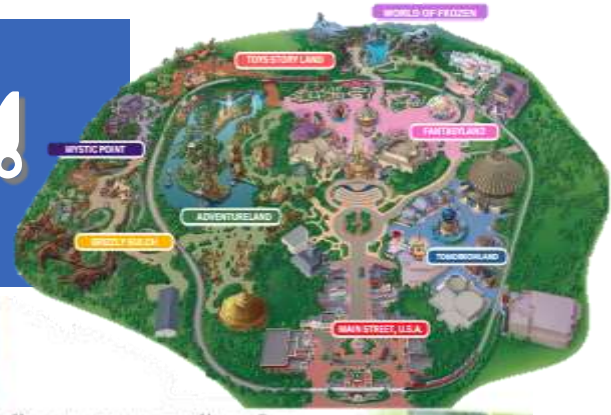 WORLD OF FROZEN
TOYS STORY LAND
FANTASYLAND
MYSTIC POINT
ADVENTURELAND
GRIZZLY GULCH
TOMORROWLAND
MAIN STREET, U.S.A.